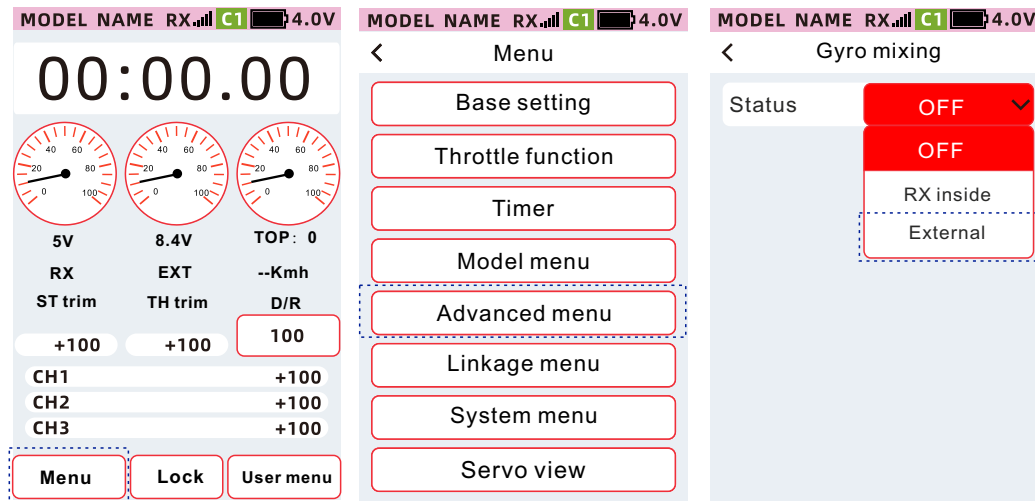 MODEL NAME RX C1 4.0V
00:00.00
0 20 40 60 80 100
0 20 40 60 80 100
0 20 40 60 80 100
5V 8.4V TOP: 0
RX EXT --Kmh
ST trim TH trim D/R
+100 +100 100
CH1 +100
CH2 +100
CH3 +100
Menu Lock User menu
MODEL NAME RX C1 4.0V
< Menu
Base setting
Throttle function
Timer
Model menu
Advanced menu
Linkage menu
System menu
Servo view
MODEL NAME RX C1 4.0V
< Gyro mixing
Status OFF
OFF
RX inside
External